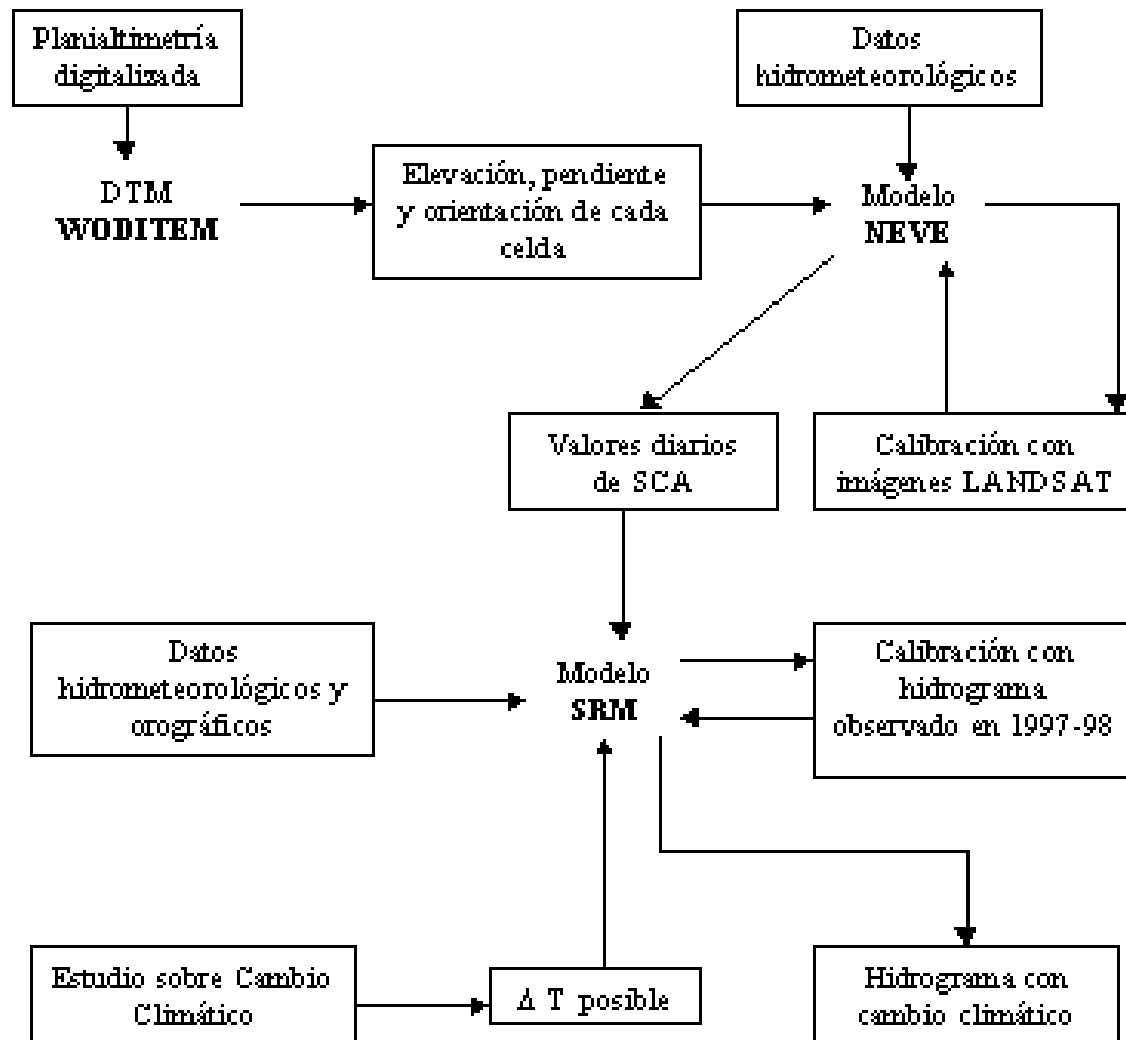 Planialtimetría
digitalizada
Datos
hidrometeorológicos
DTM
WODITEM
Elevación, pendiente
y orientación de cada
celda
Modelo
NEVE
Valores diarios
de SCA
Calibración con
imágenes LANDSAT
Datos
hidrometeorológicos y
orográficos
Modelo
SRM
Calibración con
hidrograma
observado en 1997-98
Estudio sobre Cambio
Climático
Δ T posible
Hidrograma con
cambio climático